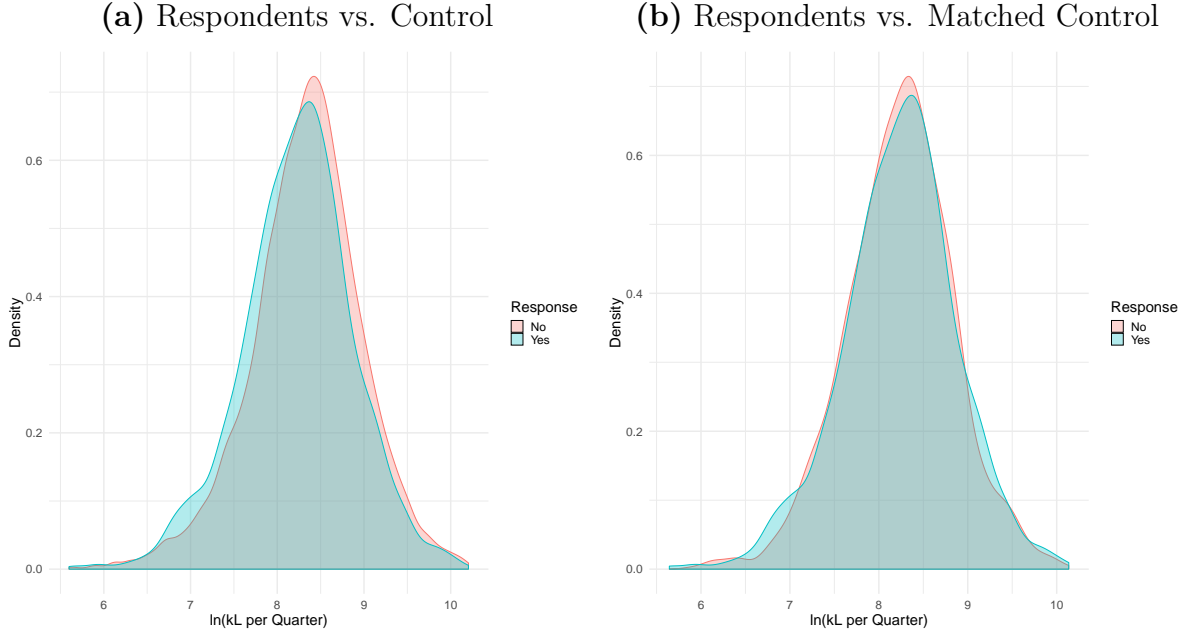 (a) Respondents vs. Control
Density
0.6
0.4
0.2
0.0
6 7 8 9 10
ln(kL per Quarter)
Response
No
Yes
(b) Respondents vs. Matched Control
Density
0.6
0.4
0.2
0.0
6 7 8 9 10
ln(kL per Quarter)
Response
No
Yes